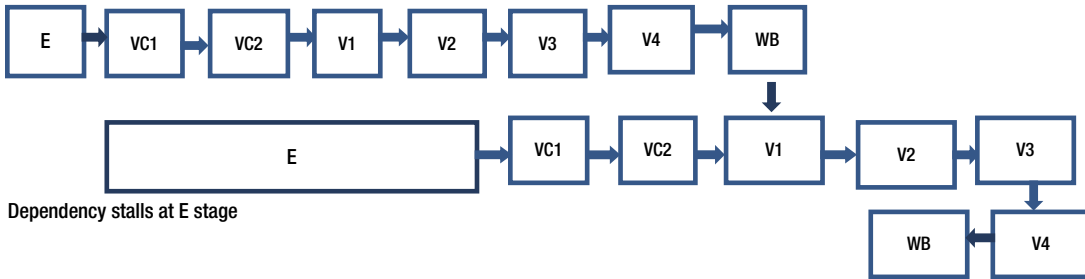 E VC1 VC2 V1 V2 V3 V4 WB
E VC1 VC2 V1 V2 V3
Dependency stalls at E stage
WB V4